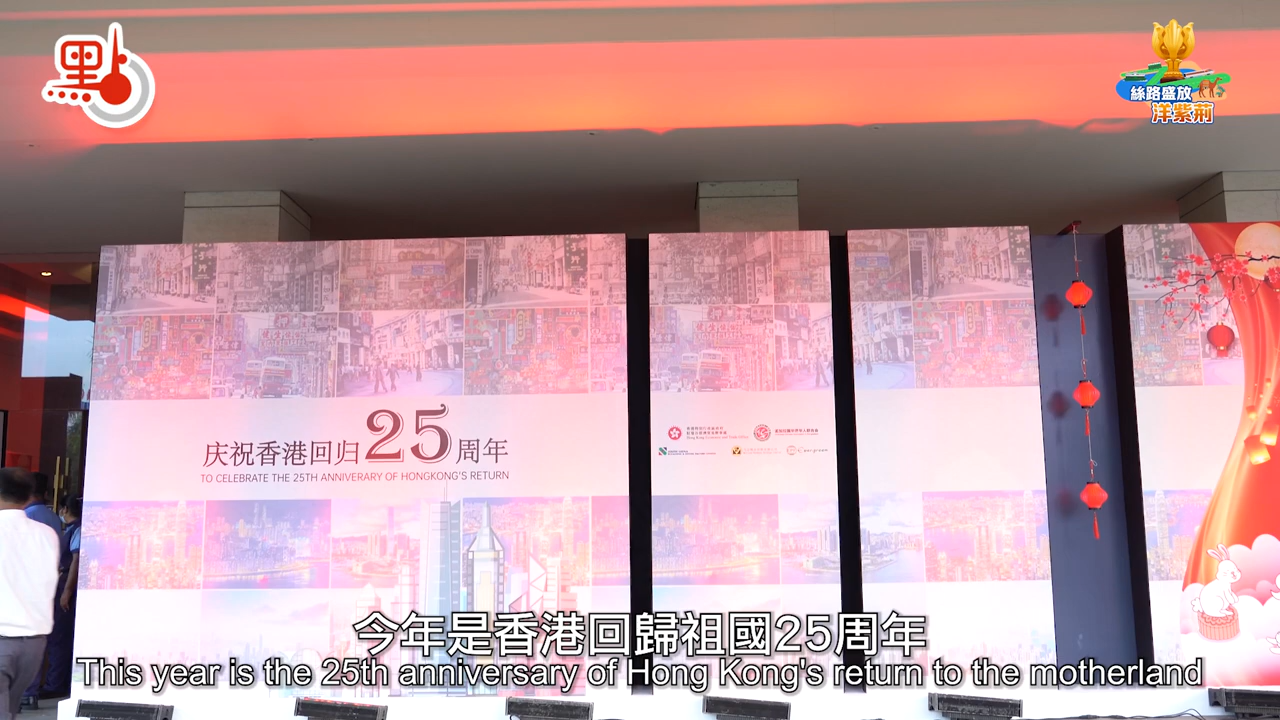 點
絲路盛放
洋紫荊
庆祝香港回归25周年
TO CELEBRATE THE 25TH ANNIVERARY OF HONGKONG'S RETURN
今年是香港回歸祖國25周年
This year is the 25th anniversary of Hong Kong's return to the motherland